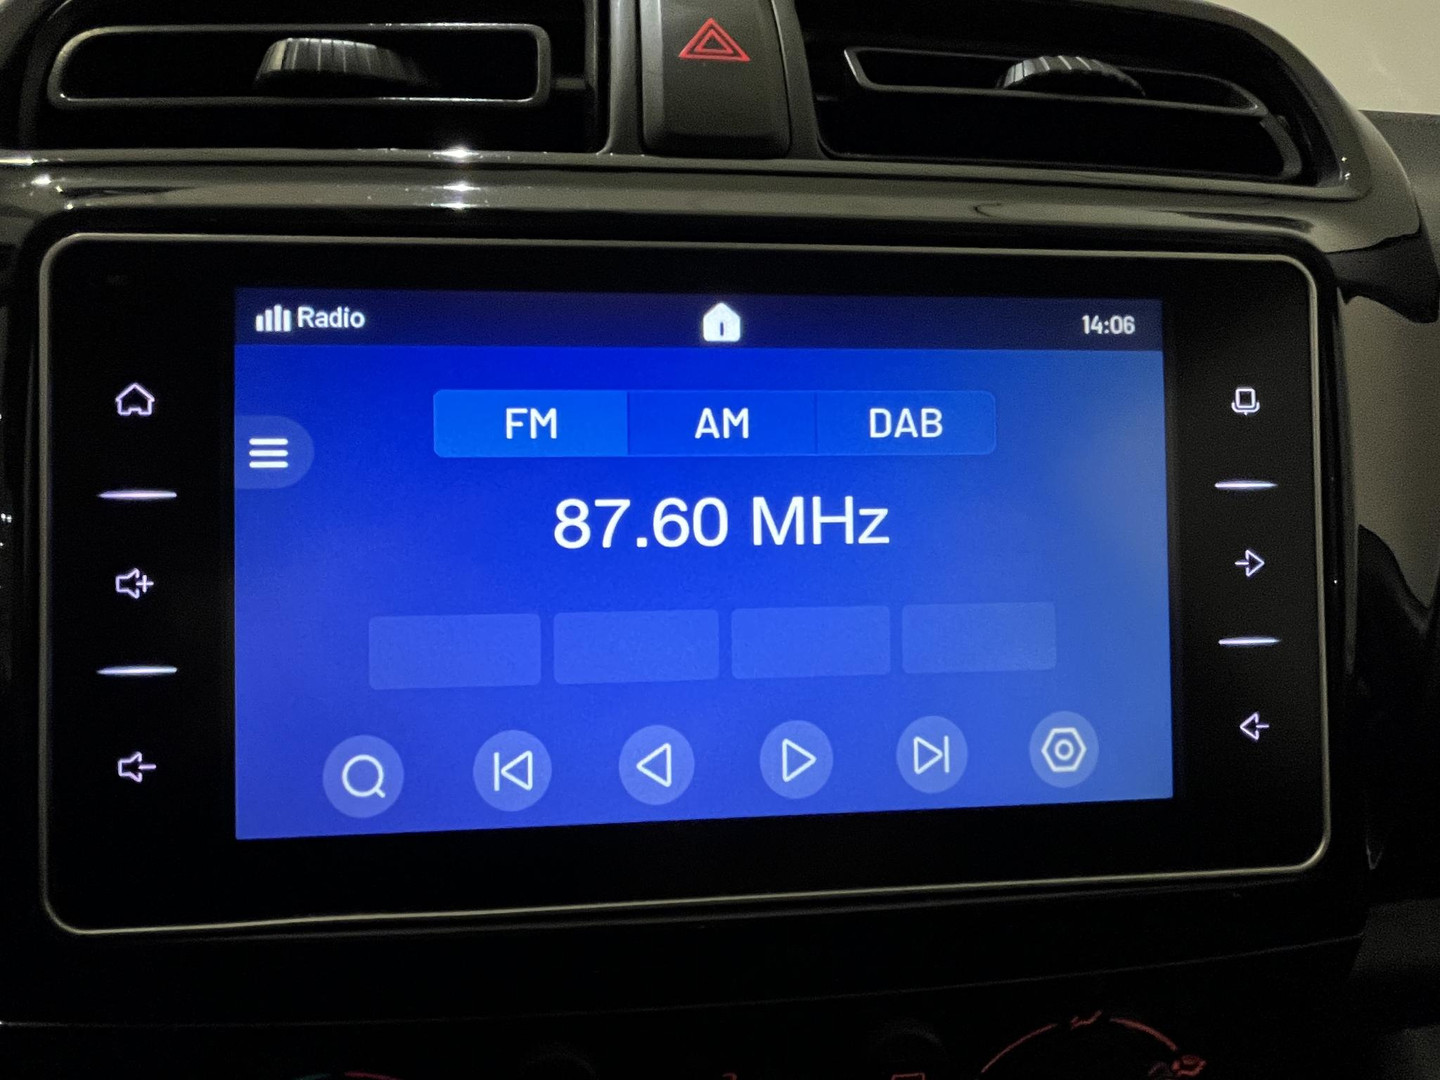 Radio
14:06
FM AM DAB
87.60 MHz